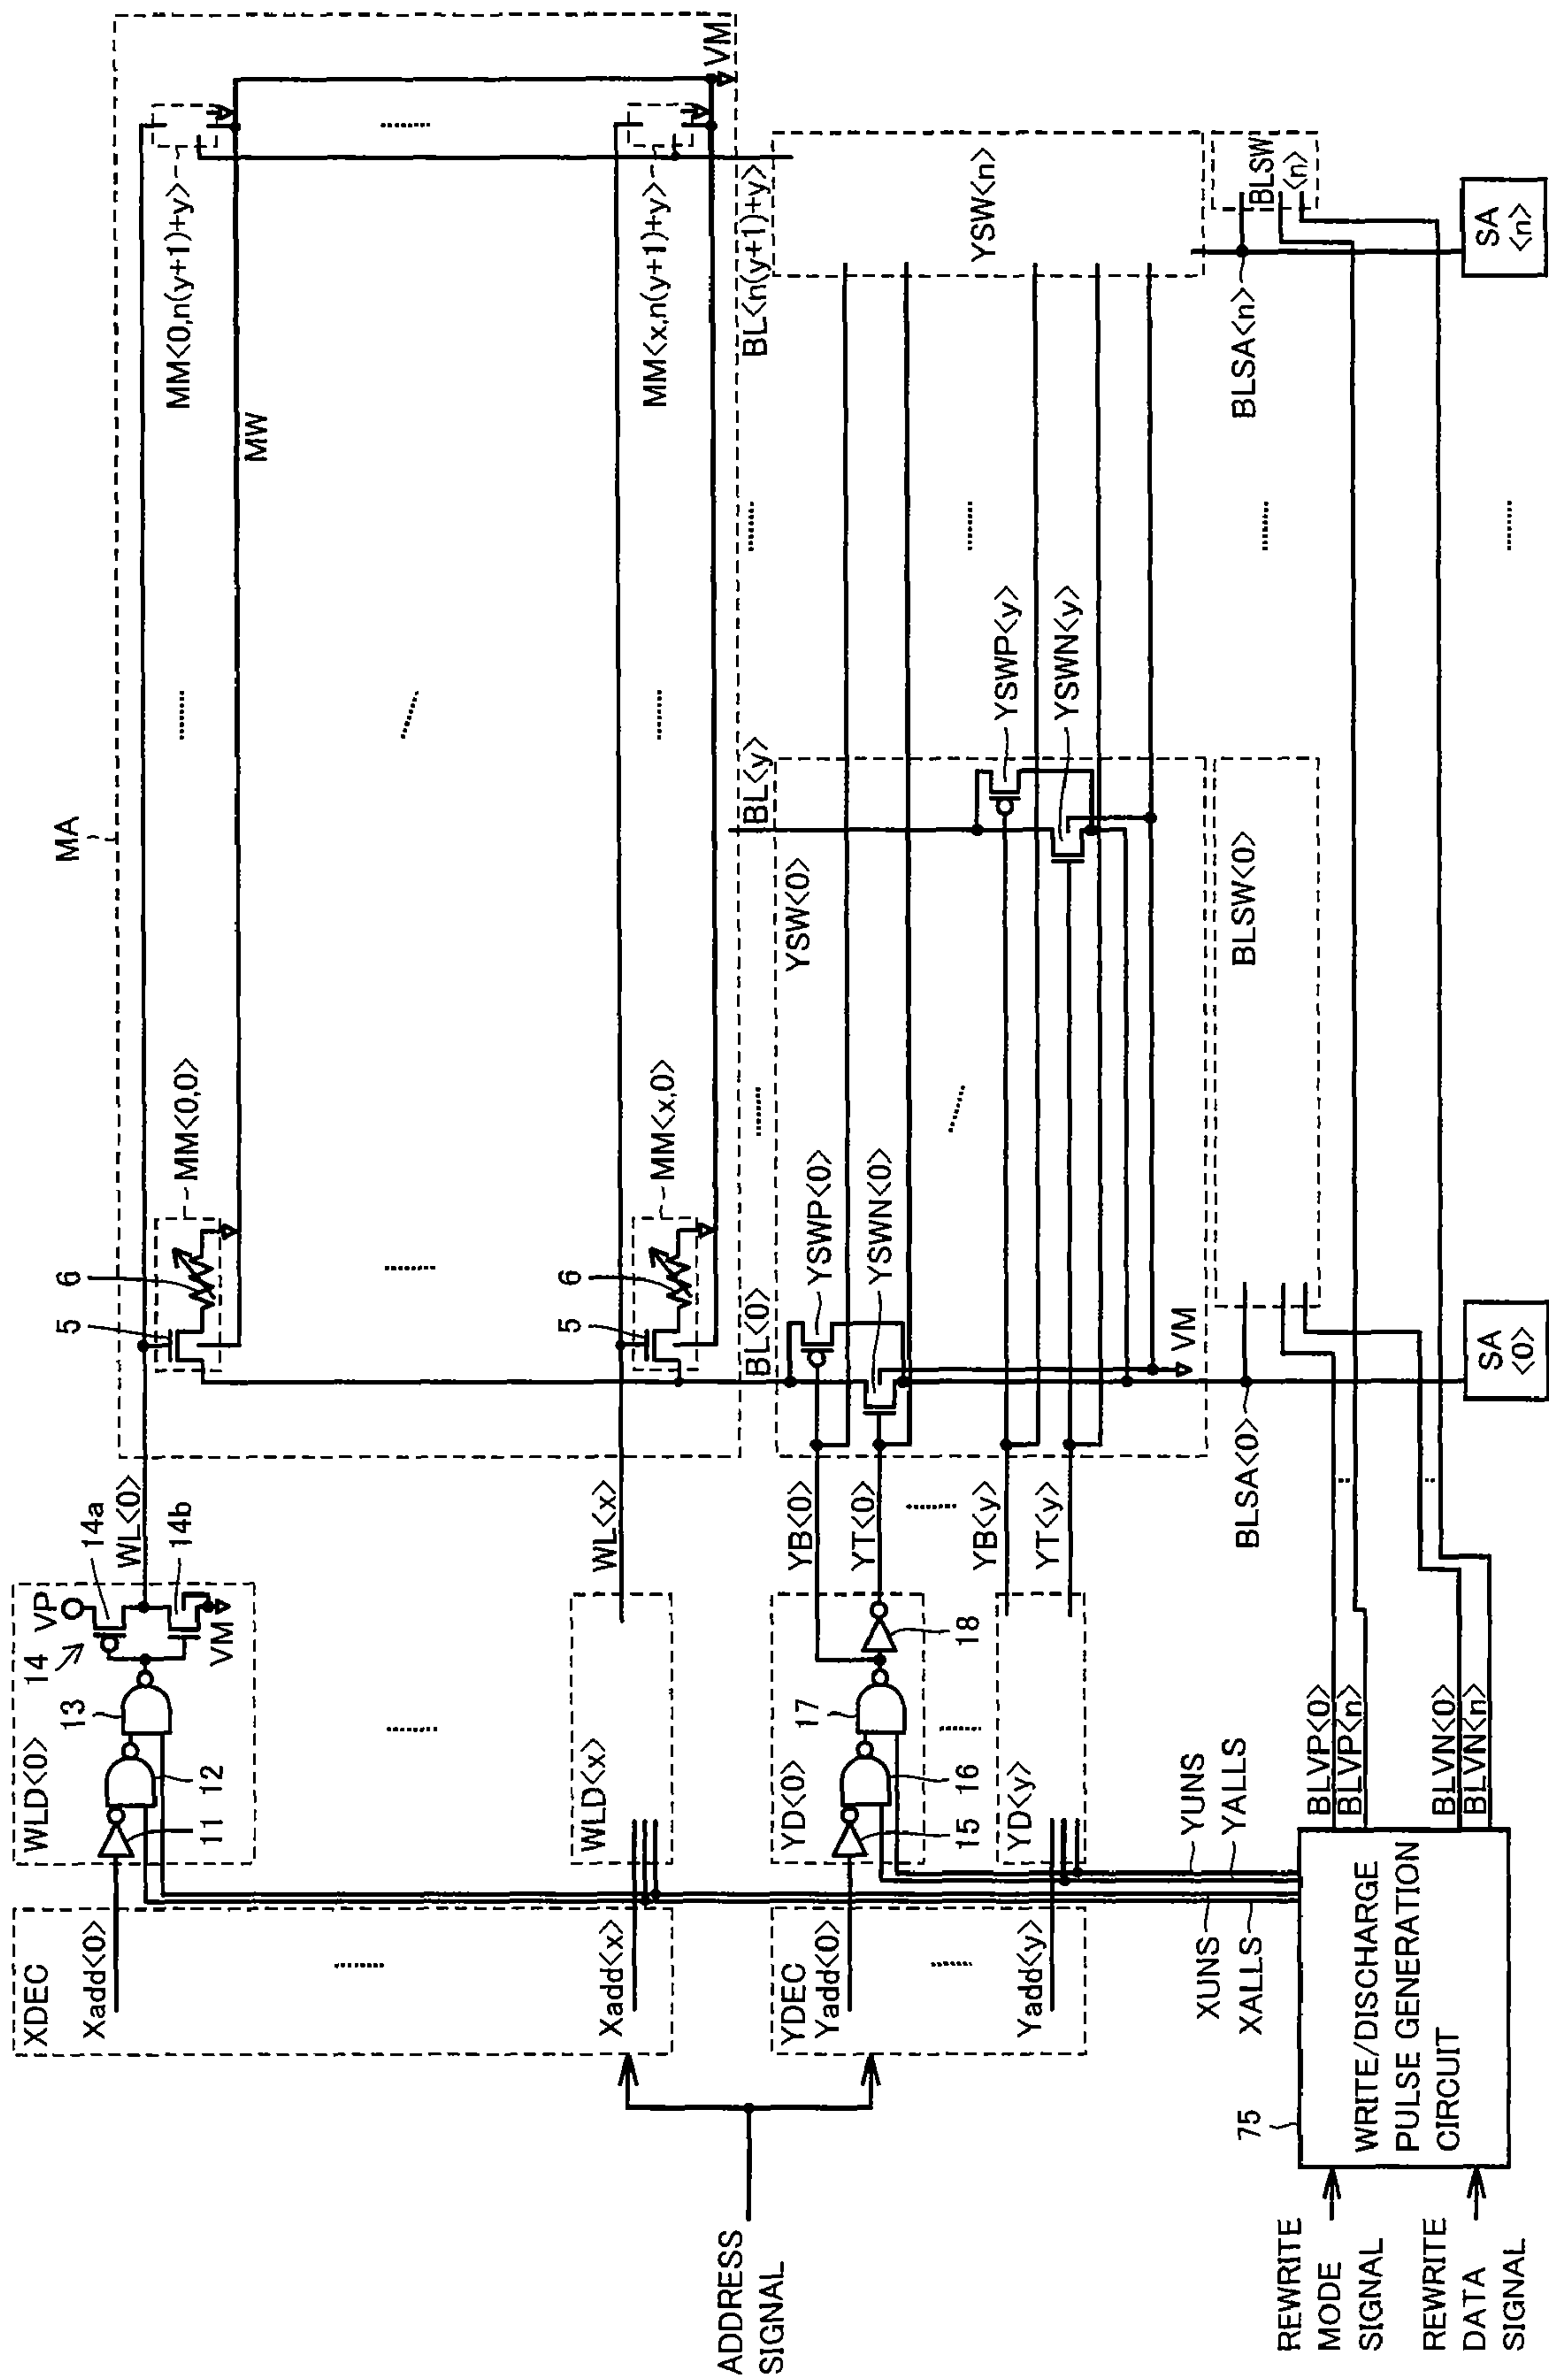 MA
XDEC
Xadd<0>
WLD<0>
11
12
13
14
VP
14a
14b
VM
WL<0>
5
6
MM<0,0>
MW
MM<0,n(y+1)+y>
Xadd<x>
WLD<x>
WL<x>
5
6
MM<x,0>
MM<x,n(y+1)+y>
VM
BL<0>
BL<y>
BL<n(y+1)+y>
ADDRESS
SIGNAL
YDEC
Yadd<0>
YD<0>
15
16
17
18
YB<0>
YT<0>
YSW<0>
YSWP<0>
YSWN<0>
YSW<n>
Yadd<y>
YD<y>
YB<y>
YT<y>
YSWP<y>
YSWN<y>
VM
XUNS
XALLS
YUNS
YALLS
BLSA<0>
BLSW<0>
BLSA<n>
BLSW
<n>
REWRITE
MODE
SIGNAL
REWRITE
DATA
SIGNAL
75
WRITE/DISCHARGE
PULSE GENERATION
CIRCUIT
BLVP<0>
BLVP<n>
BLVN<0>
BLVN<n>
SA
<0>
SA
<n>